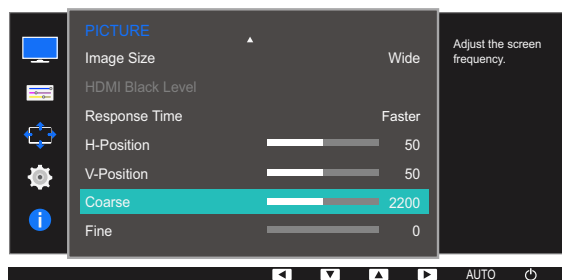 PICTURE
Image Size Wide
HDMI Black Level
Response Time Faster
H-Position 50
V-Position 50
Coarse 2200
Fine 0
Adjust the screen
frequency.
AUTO